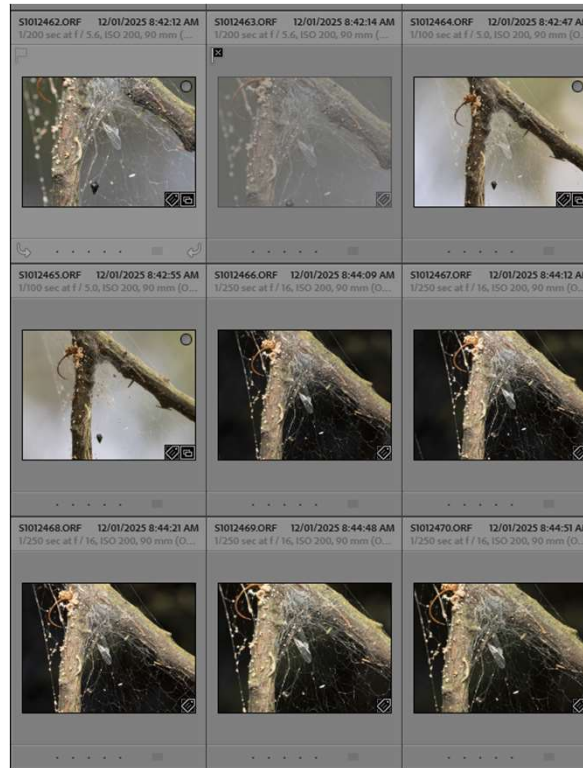 S1012462.ORF 12/01/2025 8:42:12 AM
1/200 sec at f / 5.6, ISO 200, 90 mm (...
S1012463.ORF 12/01/2025 8:42:14 AM
1/200 sec at f / 5.6, ISO 200, 90 mm (...
S1012464.ORF 12/01/2025 8:42:47 A
1/100 sec at f / 5.0, ISO 200, 90 mm (O...
S1012465.ORF 12/01/2025 8:42:55 AM
1/100 sec at f / 5.0, ISO 200, 90 mm (O...
S1012466.ORF 12/01/2025 8:44:09 AM
1/250 sec at f / 16, ISO 200, 90 mm (O...
S1012467.ORF 12/01/2025 8:44:12 A
1/250 sec at f / 16, ISO 200, 90 mm (O...
S1012468.ORF 12/01/2025 8:44:21 AM
1/250 sec at f / 16, ISO 200, 90 mm (O...
S1012469.ORF 12/01/2025 8:44:48 AM
1/250 sec at f / 16, ISO 200, 90 mm (O...
S1012470.ORF 12/01/2025 8:44:51 A
1/250 sec at f / 16, ISO 200, 90 mm (O...